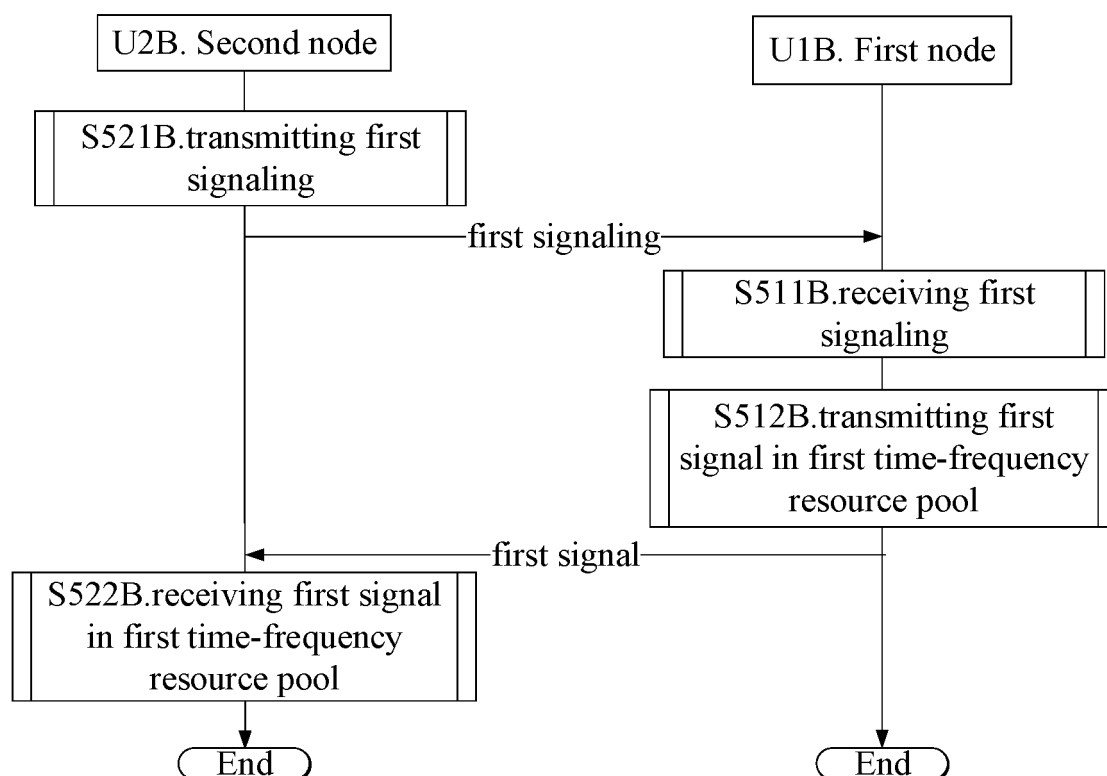 U2B. Second node
U1B. First node
S521B.transmitting first
signaling
first signaling
S511B.receiving first
signaling
S512B.transmitting first
signal in first time-frequency
resource pool
first signal
S522B.receiving first signal
in first time-frequency
resource pool
End
End